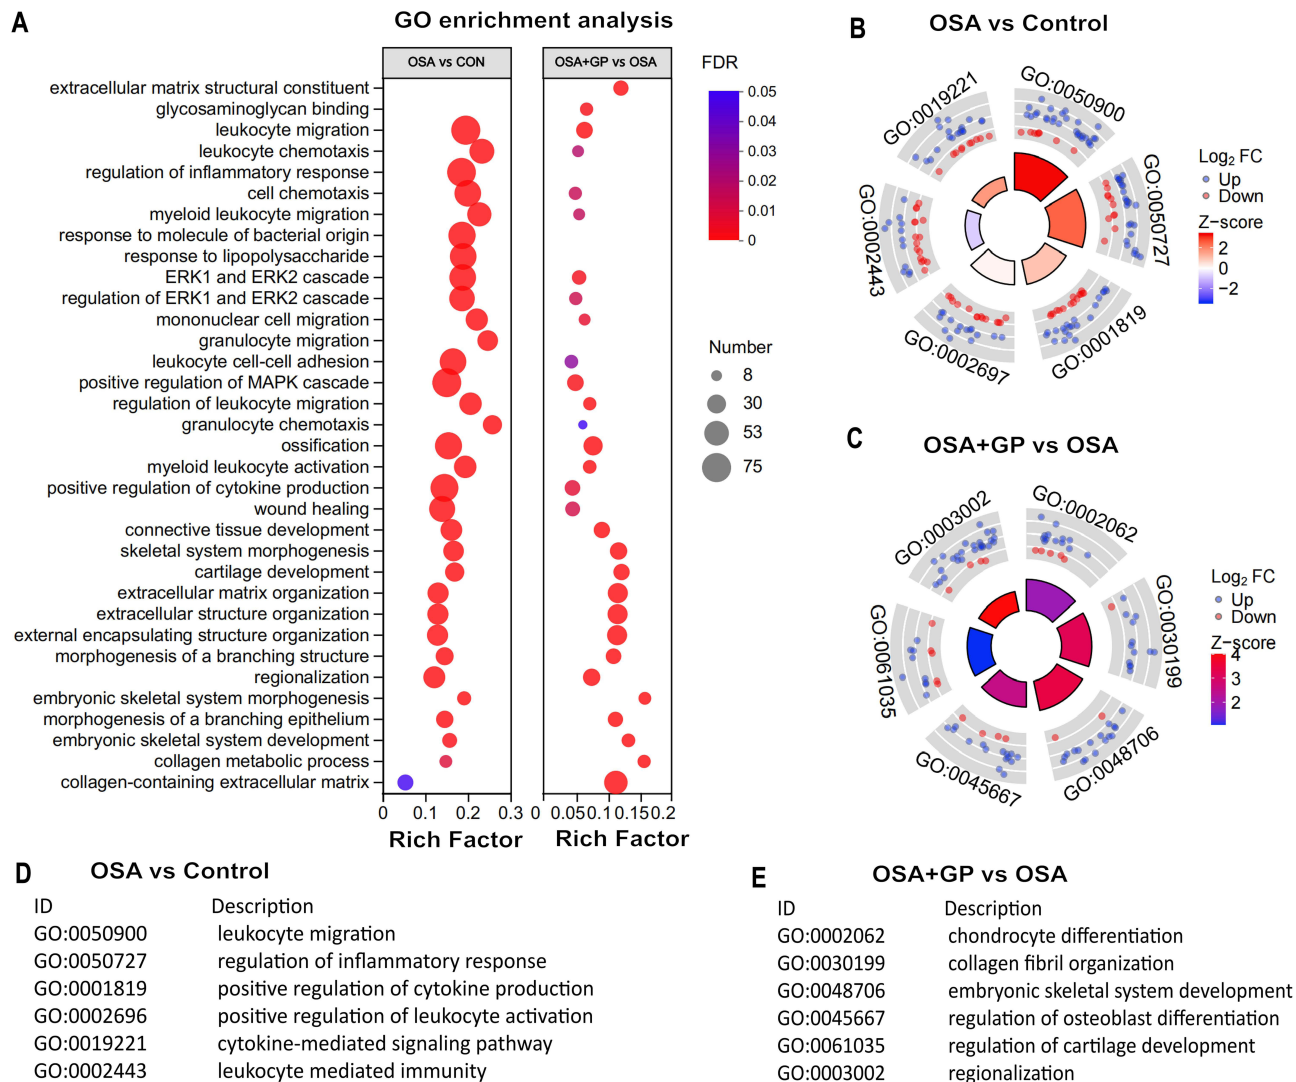 A
GO enrichment analysis
OSA vs CON
OSA+GP vs OSA
extracellular matrix structural constituent
glycosaminoglycan binding
leukocyte migration
leukocyte chemotaxis
regulation of inflammatory response
cell chemotaxis
myeloid leukocyte migration
response to molecule of bacterial origin
response to lipopolysaccharide
ERK1 and ERK2 cascade
regulation of ERK1 and ERK2 cascade
mononuclear cell migration
granulocyte migration
leukocyte cell-cell adhesion
positive regulation of MAPK cascade
regulation of leukocyte migration
granulocyte chemotaxis
ossification
myeloid leukocyte activation
positive regulation of cytokine production
wound healing
connective tissue development
skeletal system morphogenesis
cartilage development
extracellular matrix organization
extracellular structure organization
external encapsulating structure organization
morphogenesis of a branching structure
regionalization
embryonic skeletal system morphogenesis
morphogenesis of a branching epithelium
embryonic skeletal system development
collagen metabolic process
collagen-containing extracellular matrix
0 0.1 0.2 0.3
0 0.05 0.1 0.15 0.2
Rich Factor
Rich Factor
FDR
0.05
0.04
0.03
0.02
0.01
0
Number
8
30
53
75
B
OSA vs Control
GO:0050900
GO:0050727
GO:0001819
GO:0002697
GO:0002443
GO:0019221
Log2 FC
Up
Down
Z-score
2
0
−2
C
OSA+GP vs OSA
GO:0002062
GO:0030199
GO:0048706
GO:0045667
GO:0061035
GO:0003002
Log2 FC
Up
Down
Z-score
4
3
2
D
OSA vs Control
ID Description
GO:0050900 leukocyte migration
GO:0050727 regulation of inflammatory response
GO:0001819 positive regulation of cytokine production
GO:0002696 positive regulation of leukocyte activation
GO:0019221 cytokine-mediated signaling pathway
GO:0002443 leukocyte mediated immunity
E
OSA+GP vs OSA
ID Description
GO:0002062 chondrocyte differentiation
GO:0030199 collagen fibril organization
GO:0048706 embryonic skeletal system development
GO:0045667 regulation of osteoblast differentiation
GO:0061035 regulation of cartilage development
GO:0003002 regionalization